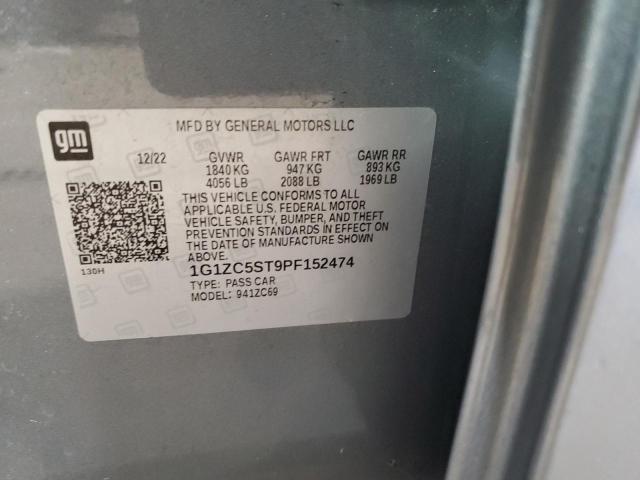 gm
MFD BY GENERAL MOTORS LLC
12/22 GVWR GAWR FRT GAWR RR
1840 KG 947 KG 893 KG
4056 LB 2088 LB 1969 LB
THIS VEHICLE CONFORMS TO ALL
APPLICABLE U.S. FEDERAL MOTOR
VEHICLE SAFETY, BUMPER, AND THEFT
PREVENTION STANDARDS IN EFFECT ON
THE DATE OF MANUFACTURE SHOWN
ABOVE.
130H
1G1ZC5ST9PF152474
TYPE: PASS CAR
MODEL: 941ZC69